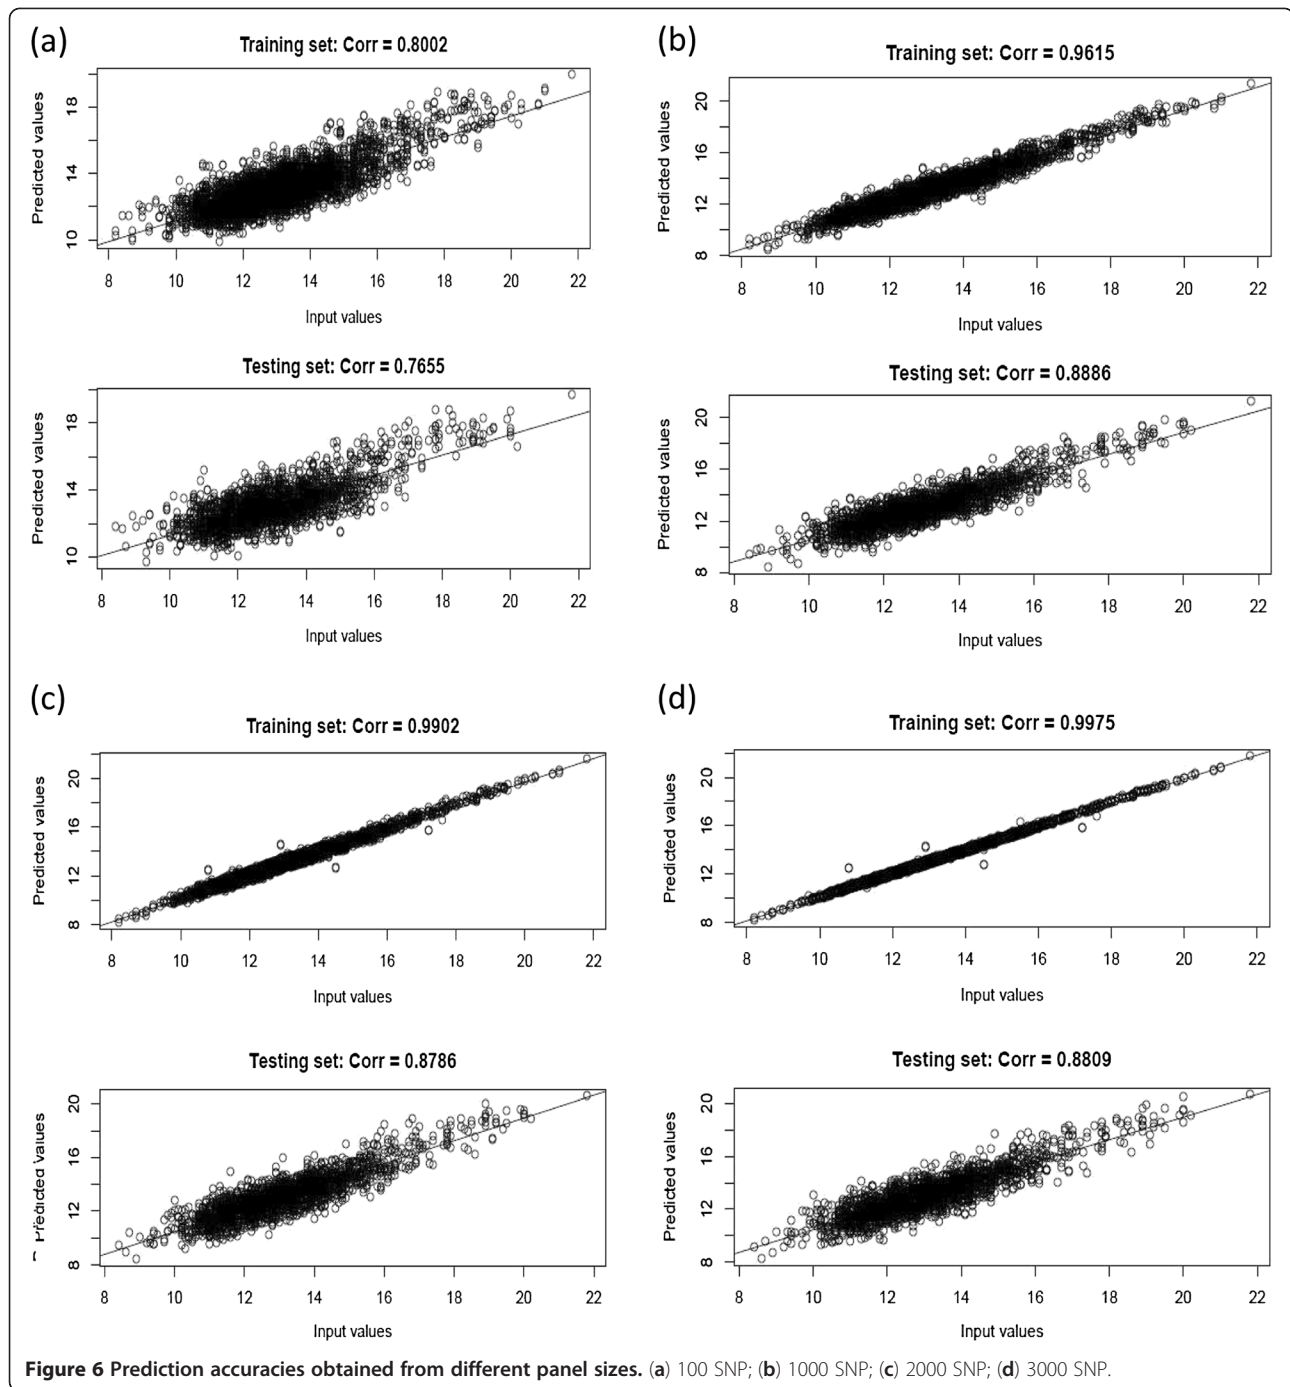 (a)
Training set: Corr = 0.8002
Predicted values
18
14
10
8 10 12 14 16 18 20 22
Input values
Testing set: Corr = 0.7655
Predicted values
18
14
10
8 10 12 14 16 18 20 22
Input values
(b)
Training set: Corr = 0.9615
Predicted values
20
16
12
8
8 10 12 14 16 18 20 22
Input values
Testing set: Corr = 0.8886
Predicted values
20
16
12
8
8 10 12 14 16 18 20 22
Input values
(c)
Training set: Corr = 0.9902
Predicted values
20
16
12
8
8 10 12 14 16 18 20 22
Input values
Testing set: Corr = 0.8786
Predicted values
20
16
12
8
8 10 12 14 16 18 20 22
Input values
(d)
Training set: Corr = 0.9975
Predicted values
20
16
12
8
8 10 12 14 16 18 20 22
Input values
Testing set: Corr = 0.8809
Predicted values
20
16
12
8
8 10 12 14 16 18 20 22
Input values
Figure 6 Prediction accuracies obtained from different panel sizes. (a) 100 SNP; (b) 1000 SNP; (c) 2000 SNP; (d) 3000 SNP.